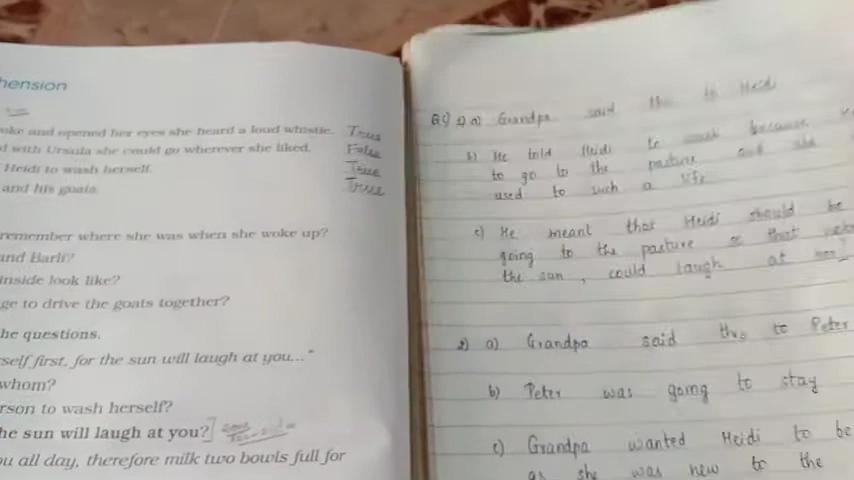 hension
oke and opened her eyes she heard a loud whistle. True
d with Ursula she could go wherever she liked. False
Heidi to wash herself. True
and his goats. True
remember where she was when she woke up?
and Barli?
inside look like?
ge to drive the goats together?
he questions.
self first, for the sun will laugh at you..."
whom?
rson to wash herself?
he sun will laugh at you?
u all day, therefore milk two bowls full for
a) Grandpa said this to Heidi
b) He told Heidi to wash because
to go to the pasture and she
used to such a life
c) He meant that Heidi should be
going to the pasture so that
the sun, could laugh at
2) a) Grandpa said this to Peter
b) Peter was going to stay
c) Grandpa wanted Heidi to be
as she was new to the